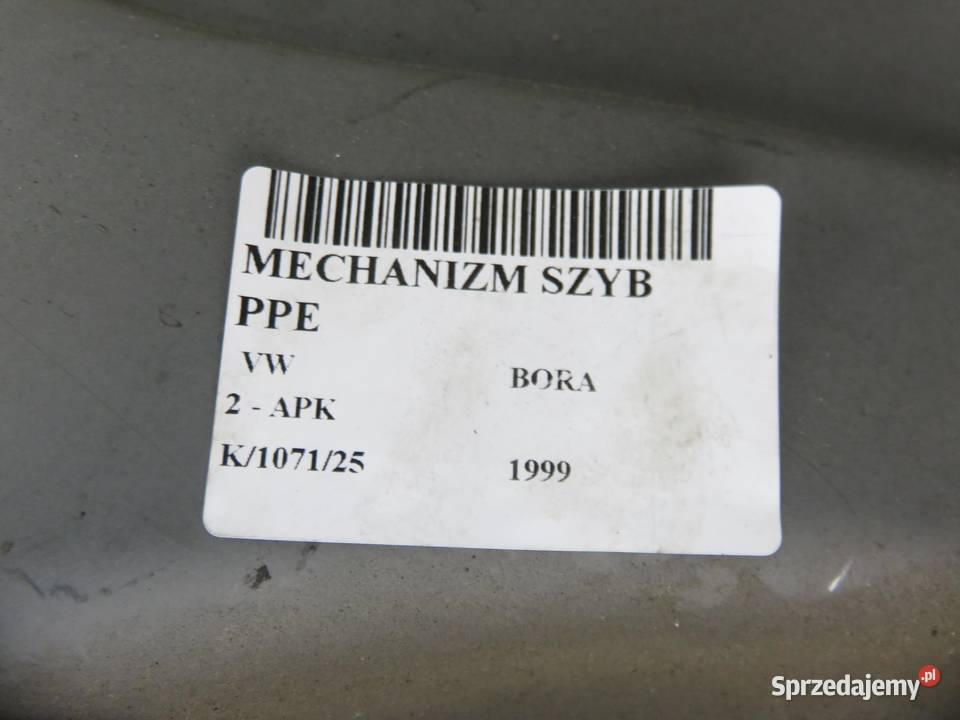 MECHANIZM SZYB
PPE
VW BORA
2 - APK
K/1071/25 1999
Sprzedajemy.pl